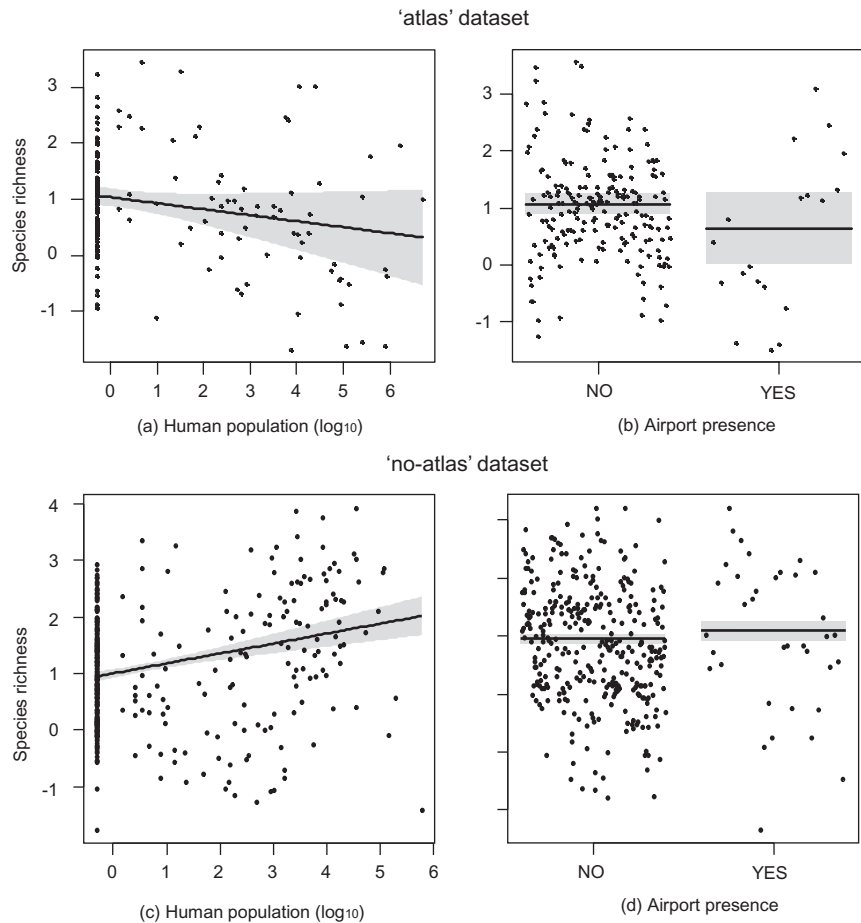 'atlas' dataset
Species richness
3
2
1
0
-1
0 1 2 3 4 5 6
(a) Human population (log₁₀)
3
2
1
0
-1
NO YES
(b) Airport presence
'no-atlas' dataset
Species richness
4
3
2
1
0
-1
0 1 2 3 4 5 6
(c) Human population (log₁₀)
NO YES
(d) Airport presence